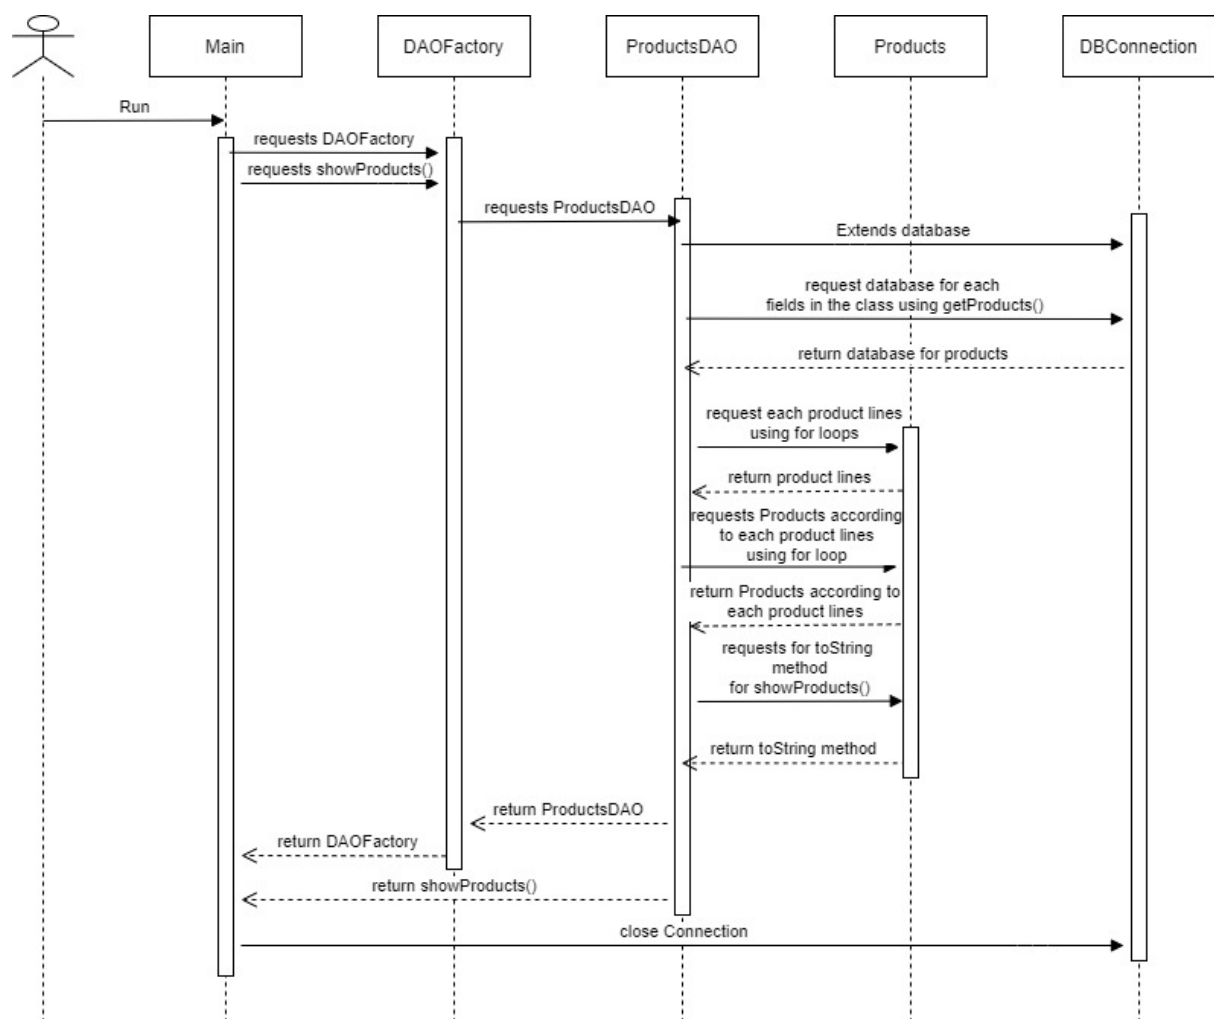 Main
DAOFactory
ProductsDAO
Products
DBConnection
Run
requests DAOFactory
requests showProducts()
requests ProductsDAO
Extends database
request database for each
fields in the class using getProducts()
return database for products
request each product lines
using for loops
return product lines
requests Products according
to each product lines
using for loop
return Products according to
each product lines
requests for toString
method
for showProducts()
return toString method
return ProductsDAO
return DAOFactory
return showProducts()
close Connection